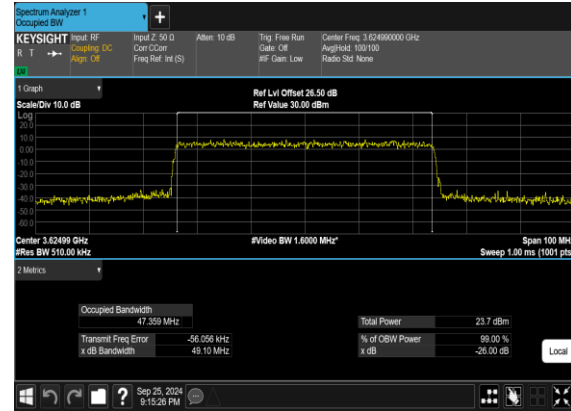 Spectrum Analyzer 1
Occupied BW
+
KEYSIGHT Input: RF Input Z: 50 Ω Atten: 10 dB Trig: Free Run Center Freq: 3.624990000 GHz
R T Coupling: DC Corr CCorr Gate: Off Avg|Hold: 100/100
Align: Off Freq Ref: Int (S) #IF Gain: Low Radio Std: None
LV
1 Graph
Ref Lvl Offset 26.50 dB
Scale/Div 10.0 dB Ref Value 30.00 dBm
Log
20.0
10.0
0.00
-10.0
-20.0
-30.0
-40.0
-50.0
-60.0
Center 3.62499 GHz #Video BW 1.6000 MHz* Span 100 MH
#Res BW 510.00 kHz Sweep 1.00 ms (1001 pts
2 Metrics
Occupied Bandwidth
47.359 MHz Total Power 23.7 dBm
Transmit Freq Error -56.056 kHz % of OBW Power 99.00 %
x dB Bandwidth 49.10 MHz x dB -26.00 dB
Local
? Sep 25, 2024
9:15:26 PM